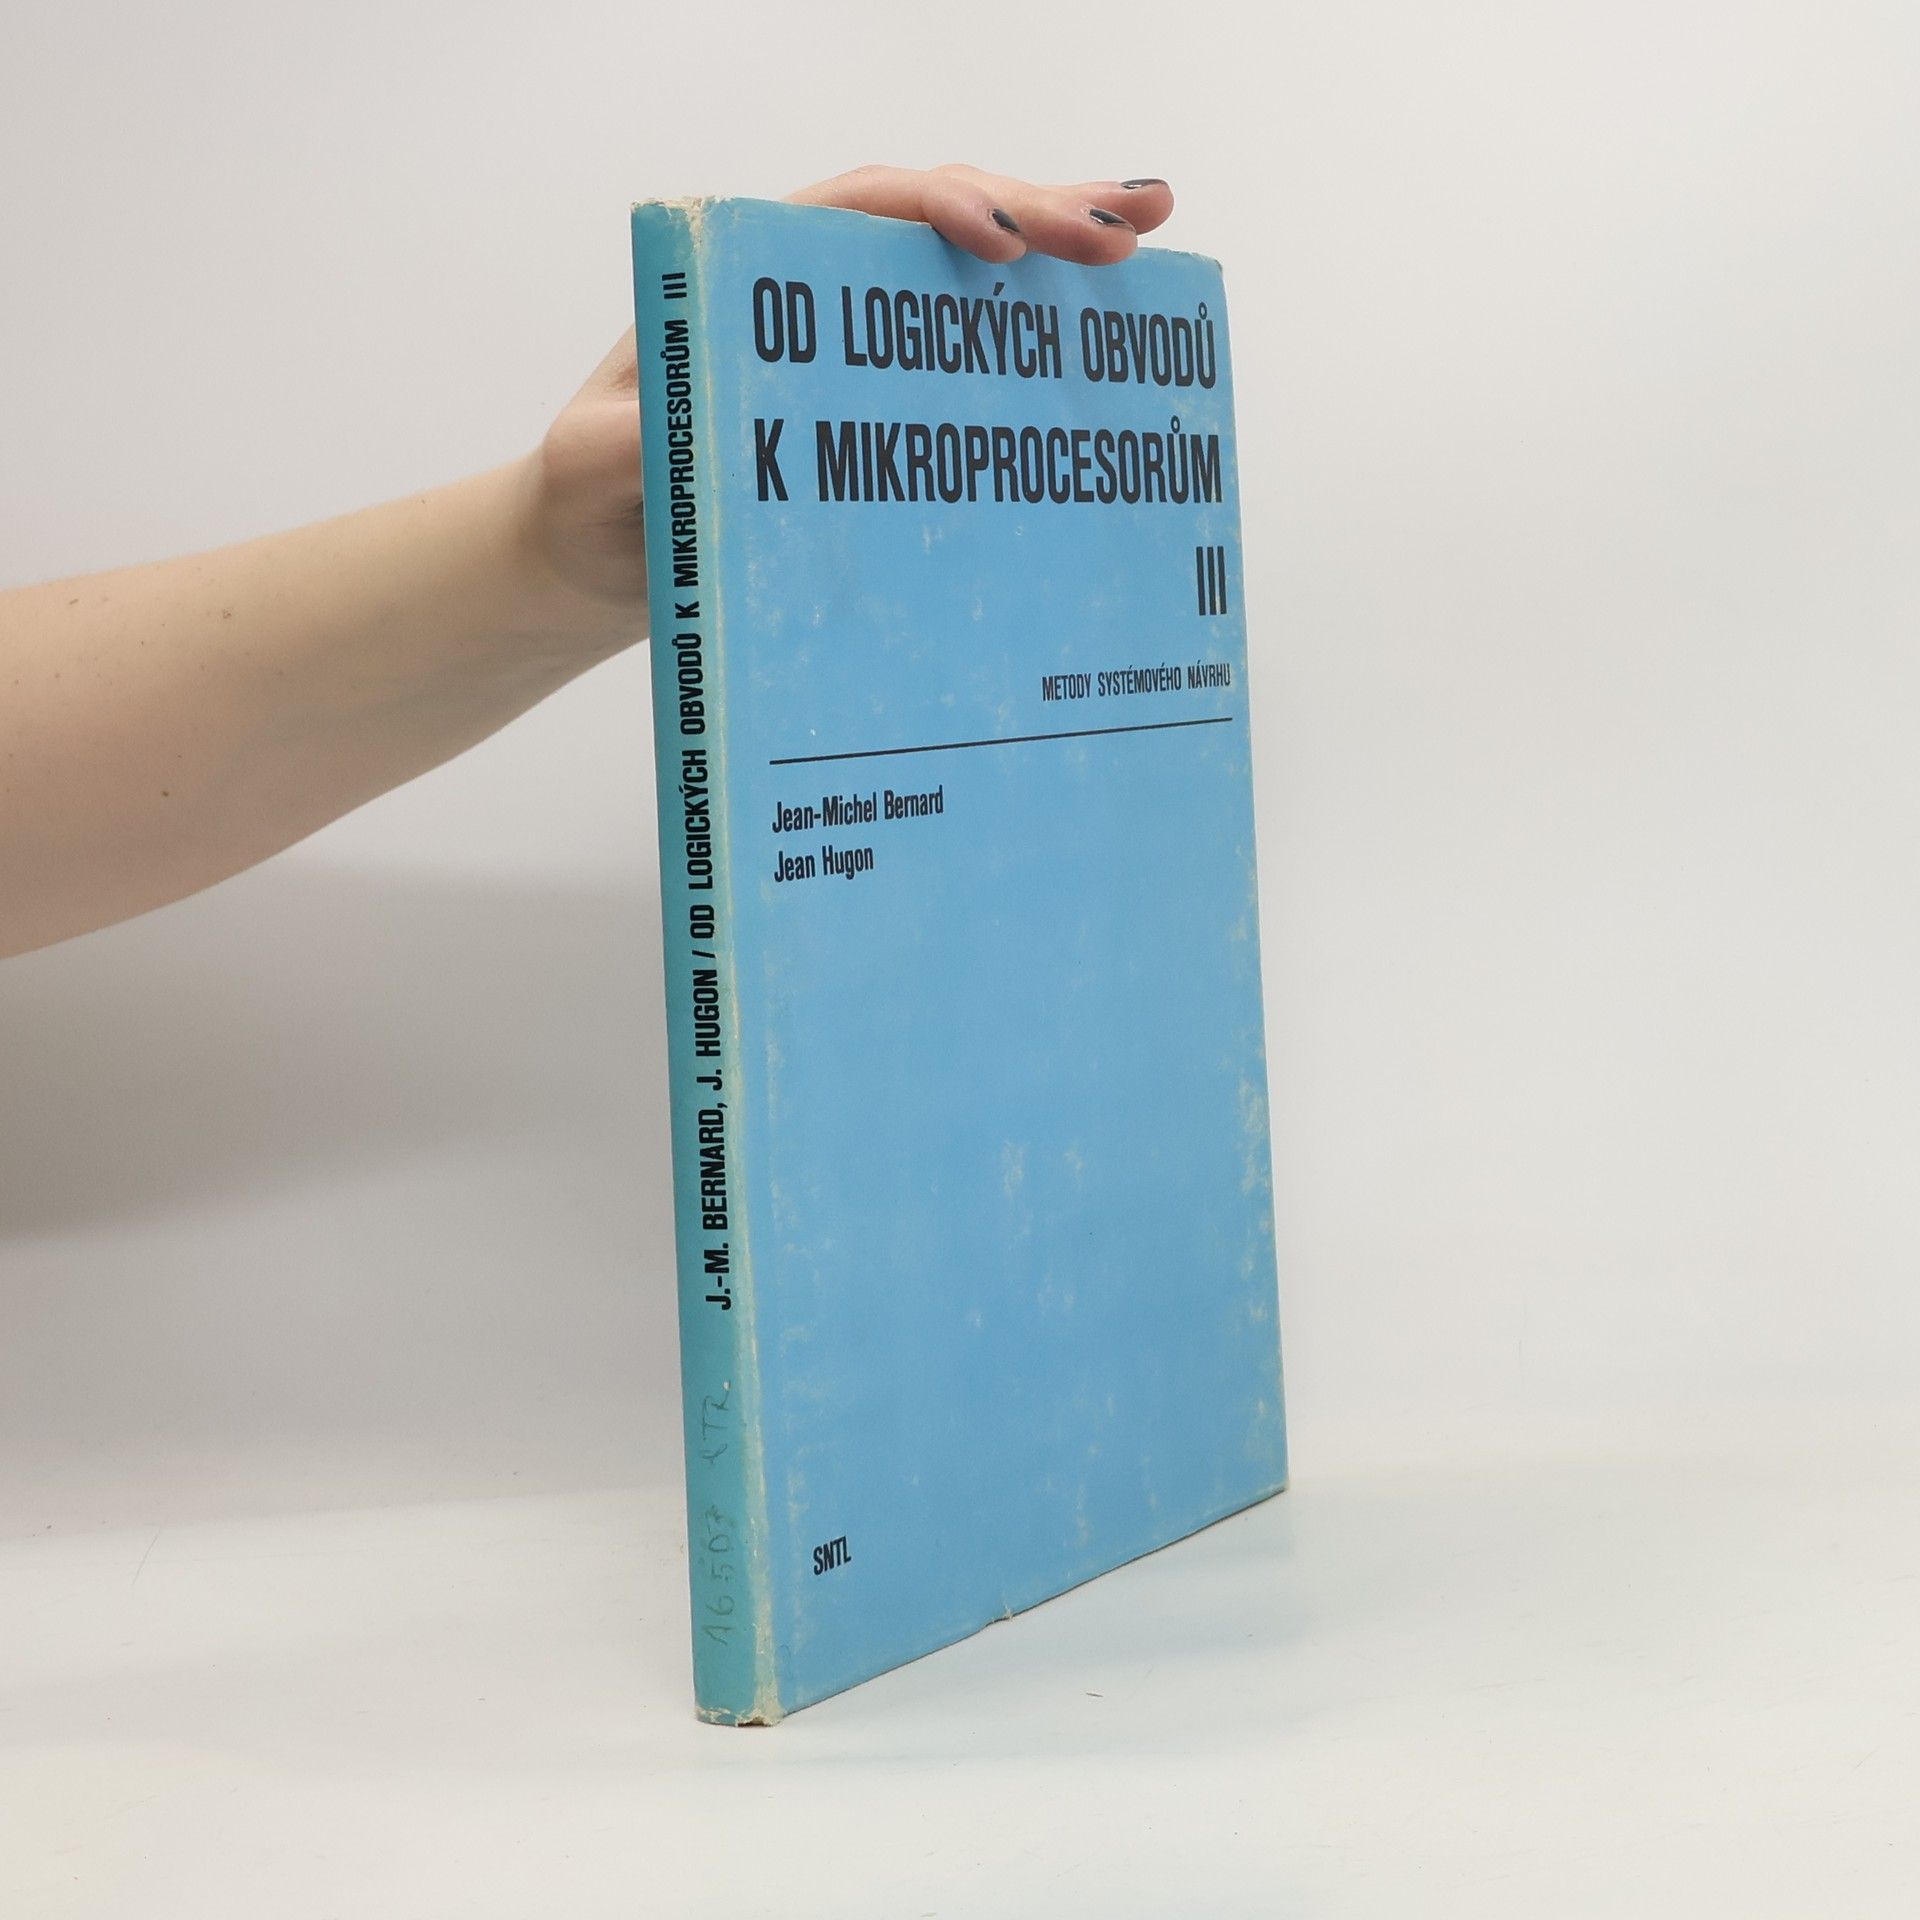 OD LOGICKÝCH OBVODŮ
K MIKROPROCESORŮM
III
METODY SYSTÉMOVÉHO NÁVRHU
Jean-Michel Bernard
Jean Hugon
SNTL
J.-M. BERNARD, J. HUGON / OD LOGICKÝCH OBVODŮ K MIKROPROCESORŮM III